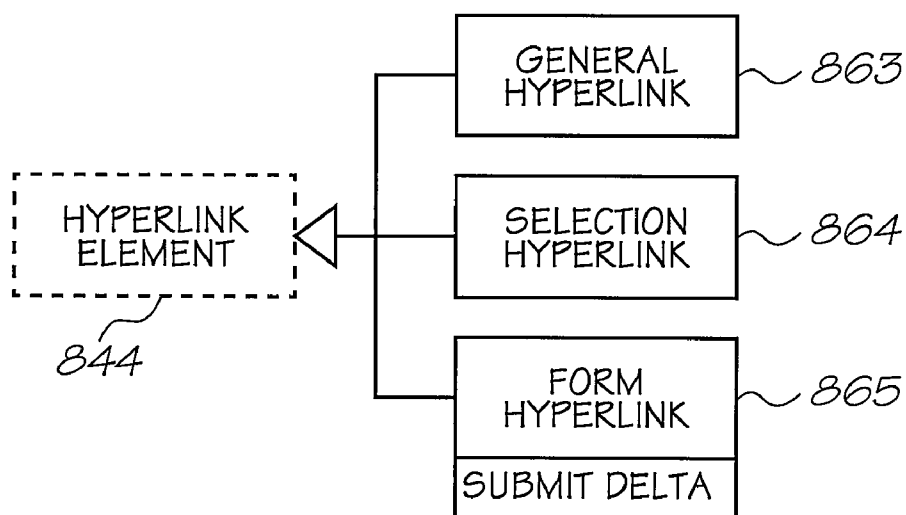 GENERAL
HYPERLINK
863
HYPERLINK
ELEMENT
844
SELECTION
HYPERLINK
864
FORM
HYPERLINK
865
SUBMIT DELTA